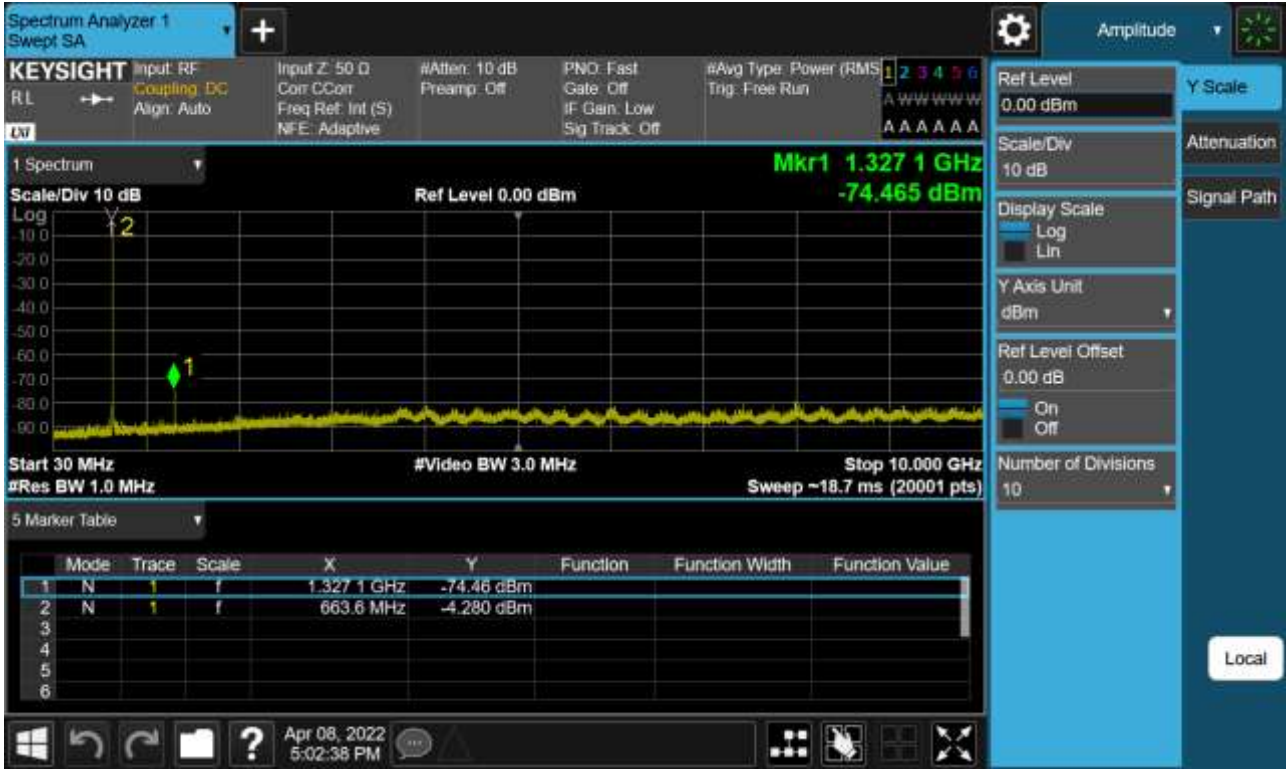 Spectrum Analyzer 1
Swept SA
+
Amplitude
KEYSIGHT
RL
LXI
Input: RF
Coupling: DC
Align: Auto
Input Z: 50 Ω
Corr CCorr
Freq Ref: Int (S)
NFE: Adaptive
#Atten: 10 dB
Preamp: Off
PNO: Fast
Gate: Off
IF Gain: Low
Sig Track: Off
#Avg Type: Power (RMS
Trig: Free Run
1 2 3 4 5 6
A W W W W W
A A A A A A
1 Spectrum
Mkr1 1.327 1 GHz
Scale/Div 10 dB
Ref Level 0.00 dBm
-74.465 dBm
Log
-10.0
-20.0
-30.0
-40.0
-50.0
-60.0
-70.0
-80.0
-90.0
2
1
Start 30 MHz
#Video BW 3.0 MHz
Stop 10.000 GHz
#Res BW 1.0 MHz
Sweep ~18.7 ms (20001 pts)
5 Marker Table
Mode Trace Scale X Y Function Function Width Function Value
1 N 1 f 1.327 1 GHz -74.46 dBm
2 N 1 f 663.6 MHz -4.280 dBm
3
4
5
6
Ref Level
0.00 dBm
Scale/Div
10 dB
Display Scale
Log
Lin
Y Axis Unit
dBm
Ref Level Offset
0.00 dB
On
Off
Number of Divisions
10
Y Scale
Attenuation
Signal Path
Local
?
Apr 08, 2022
5:02:38 PM